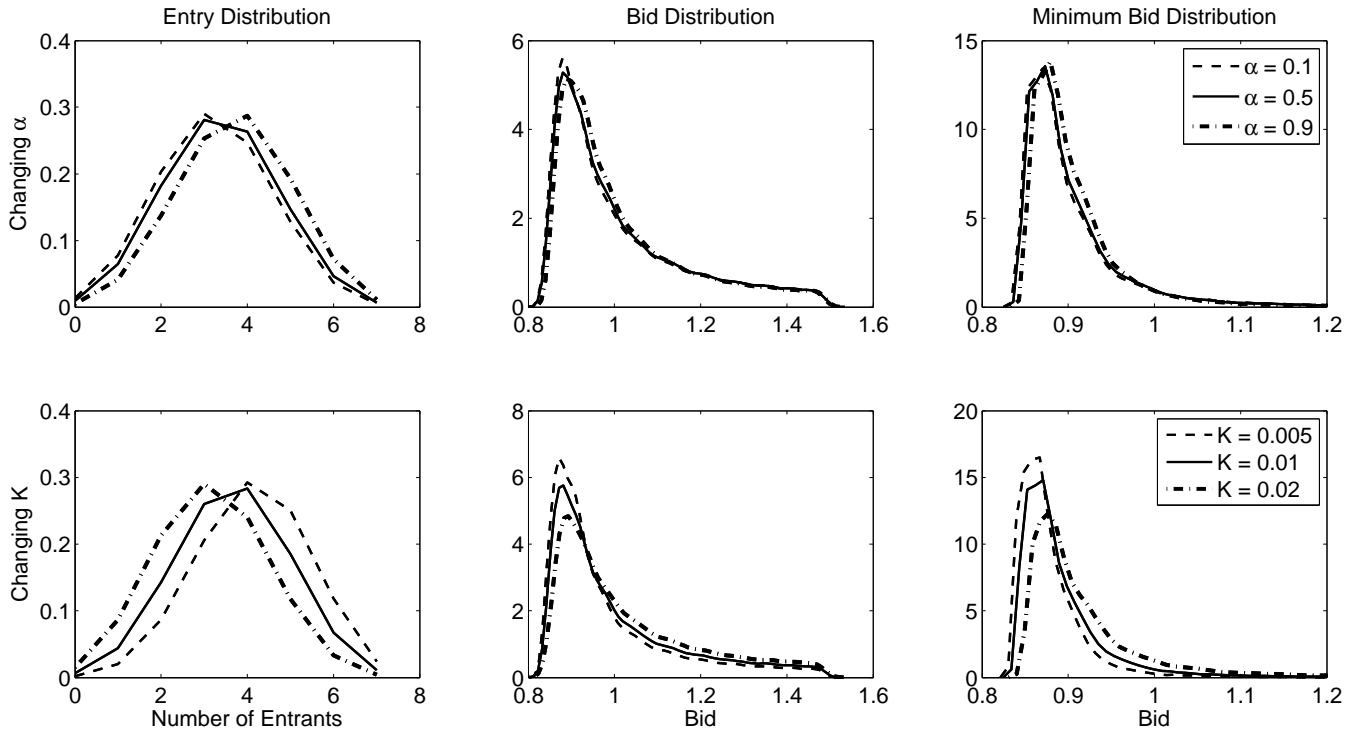 Entry Distribution
Bid Distribution
Minimum Bid Distribution
Changing α
0.4
0.3
0.2
0.1
0
0 2 4 6 8
6
4
2
0
0.8 1 1.2 1.4 1.6
15
10
5
0
0.8 0.9 1 1.1 1.2
α = 0.1
α = 0.5
α = 0.9
Changing K
0.4
0.3
0.2
0.1
0
0 2 4 6 8
Number of Entrants
8
6
4
2
0
0.8 1 1.2 1.4 1.6
Bid
20
15
10
5
0
0.8 0.9 1 1.1 1.2
Bid
K = 0.005
K = 0.01
K = 0.02